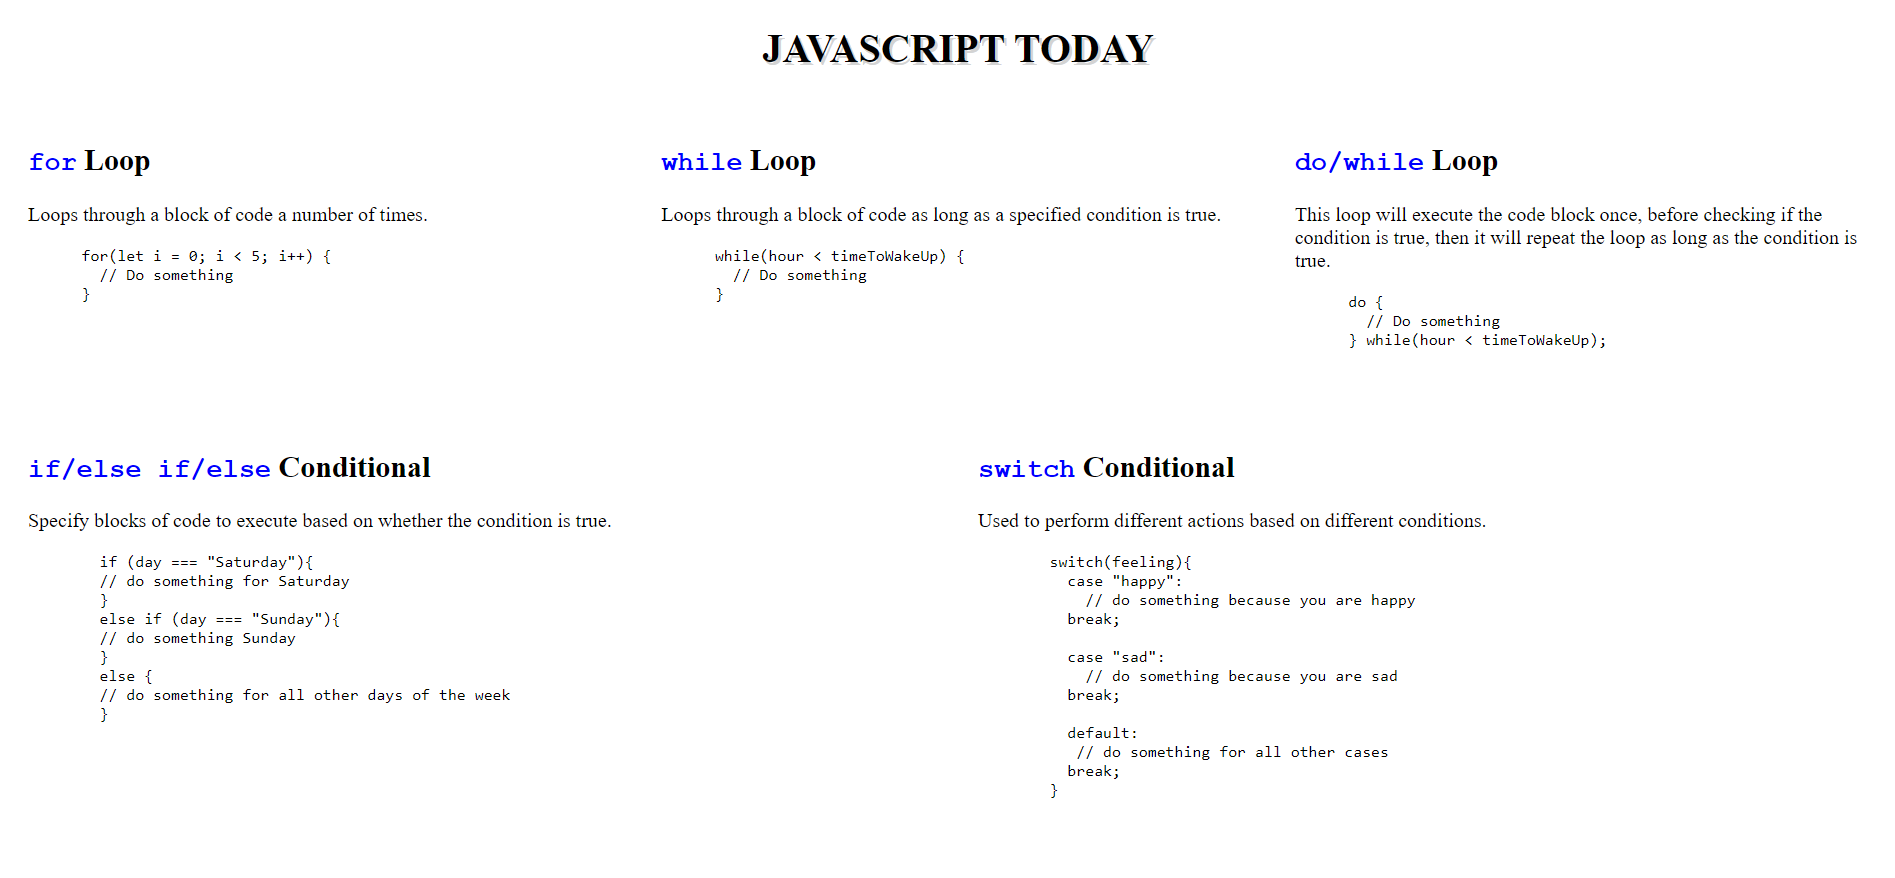 JAVASCRIPT TODAY
for Loop
Loops through a block of code a number of times.
for(let i = 0; i < 5; i++) {
  // Do something
}
while Loop
Loops through a block of code as long as a specified condition is true.
while(hour < timeToWakeUp) {
  // Do something
}
do/while Loop
This loop will execute the code block once, before checking if the
condition is true, then it will repeat the loop as long as the condition is
true.
do {
  // Do something
} while(hour < timeToWakeUp);
if/else if/else Conditional
Specify blocks of code to execute based on whether the condition is true.
if (day === "Saturday"){
// do something for Saturday
}
else if (day === "Sunday"){
// do something Sunday
}
else {
// do something for all other days of the week
}
switch Conditional
Used to perform different actions based on different conditions.
switch(feeling){
  case "happy":
    // do something because you are happy
  break;
  case "sad":
    // do something because you are sad
  break;
  default:
   // do something for all other cases
  break;
}